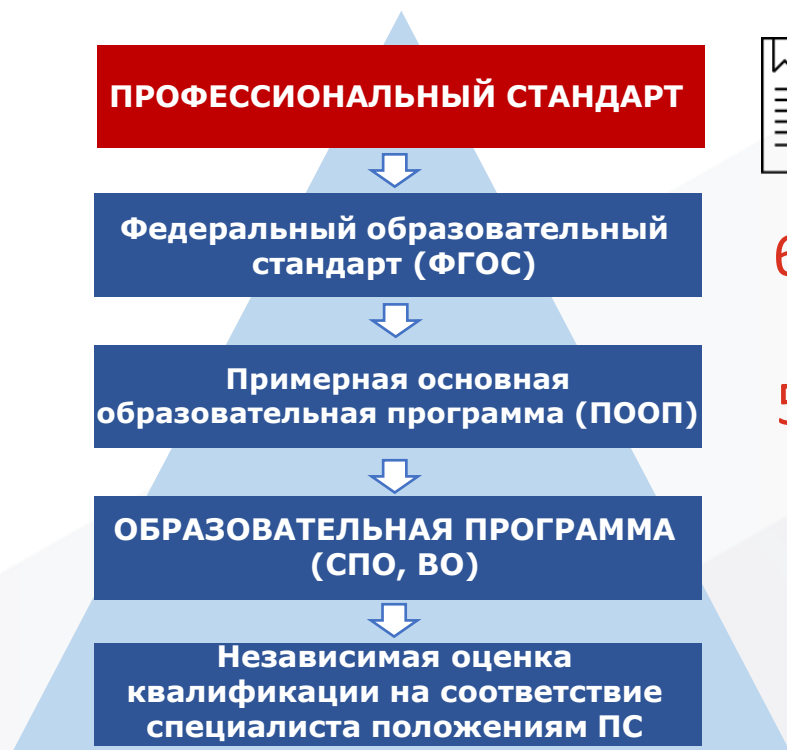 ПРОФЕССИОНАЛЬНЫЙ СТАНДАРТ
Федеральный образовательный
стандарт (ФГОС)
Примерная основная
образовательная программа (ПООП)
ОБРАЗОВАТЕЛЬНАЯ ПРОГРАММА
(СПО, ВО)
Независимая оценка
квалификации на соответствие
специалиста положениям ПС